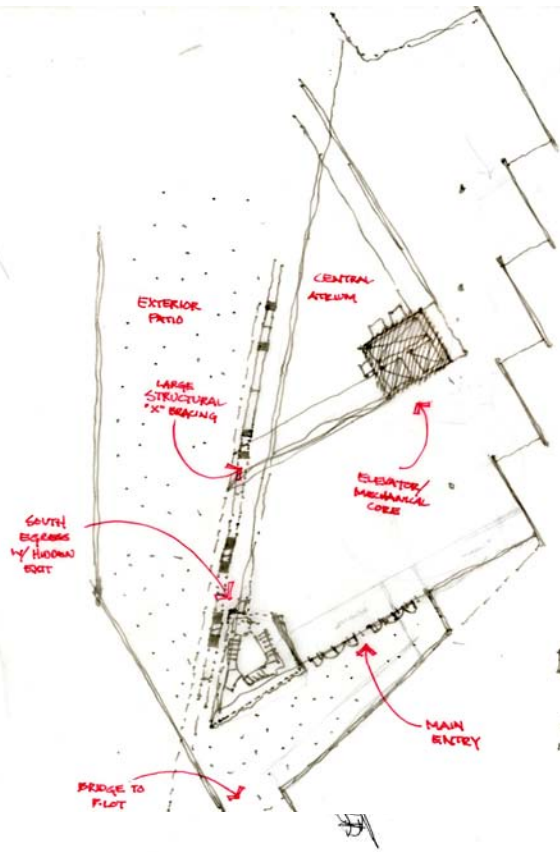 CENTRAL
ATRIUM
EXTERIOR
PATIO
LARGE
STRUCTURAL
"X" BRACING
ELEVATOR/
MECHANICAL
CORE
SOUTH
EGRESS
W/ HIDDEN
EXIT
MAIN
ENTRY
BRIDGE TO
P-LOT